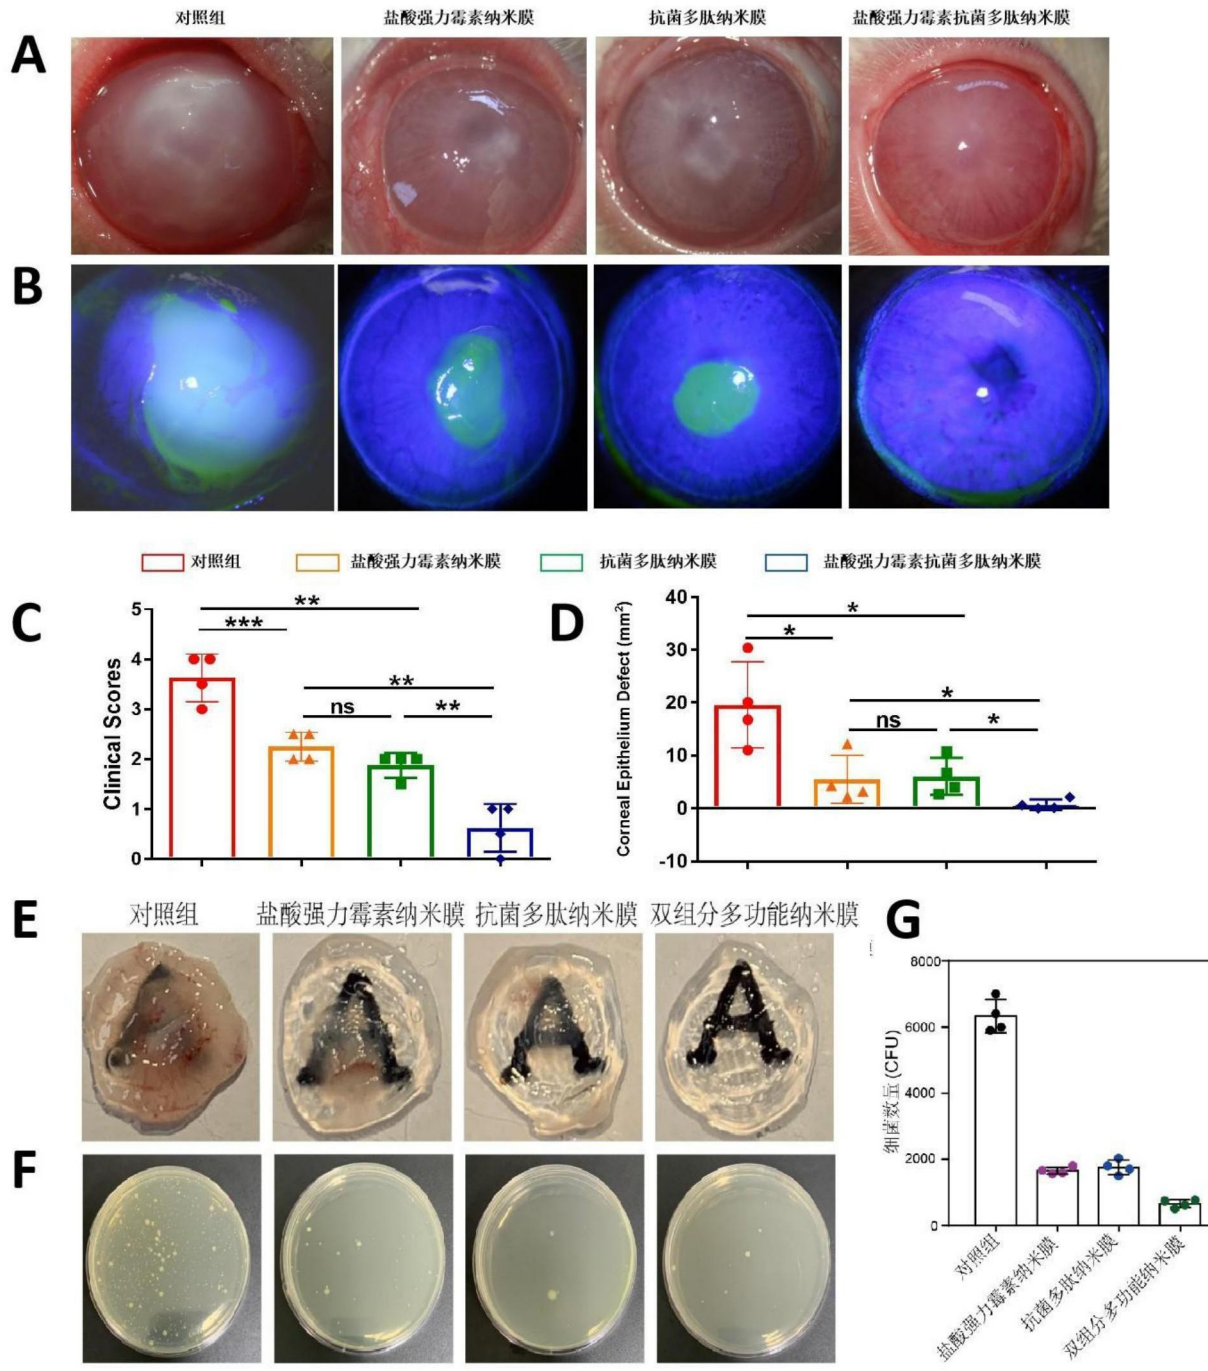 对照组 盐酸强力霉素纳米膜 抗菌多肽纳米膜 盐酸强力霉素抗菌多肽纳米膜
A
B
对照组 盐酸强力霉素纳米膜 抗菌多肽纳米膜 盐酸强力霉素抗菌多肽纳米膜
C
Clinical Scores
5
4
3
2
1
0
**
***
**
ns
**
D
Corneal Epithelium Defect (mm²)
40
30
20
10
0
-10
*
*
*
ns
*
E
对照组 盐酸强力霉素纳米膜 抗菌多肽纳米膜 双组分多功能纳米膜
F
G
细菌数量 (CFU)
8000
6000
4000
2000
0
对照组
盐酸强力霉素纳米膜
抗菌多肽纳米膜
双组分多功能纳米膜